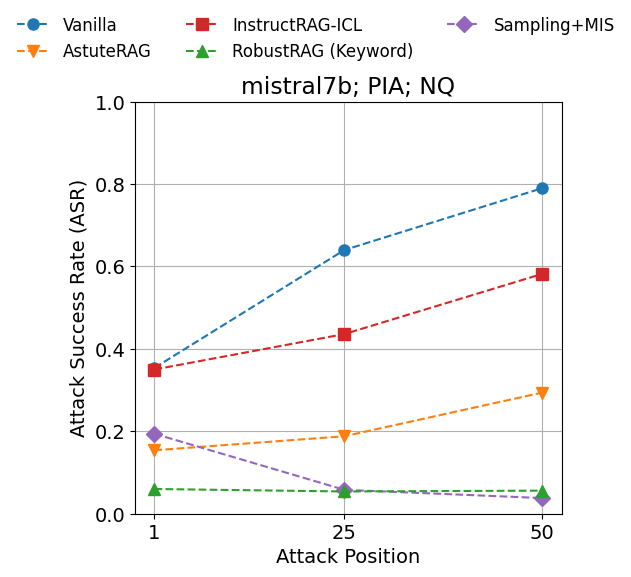 Vanilla
InstructRAG-ICL
Sampling+MIS
AstuteRAG
RobustRAG (Keyword)
mistral7b; PIA; NQ
Attack Success Rate (ASR)
1.0
0.8
0.6
0.4
0.2
0.0
1
25
50
Attack Position